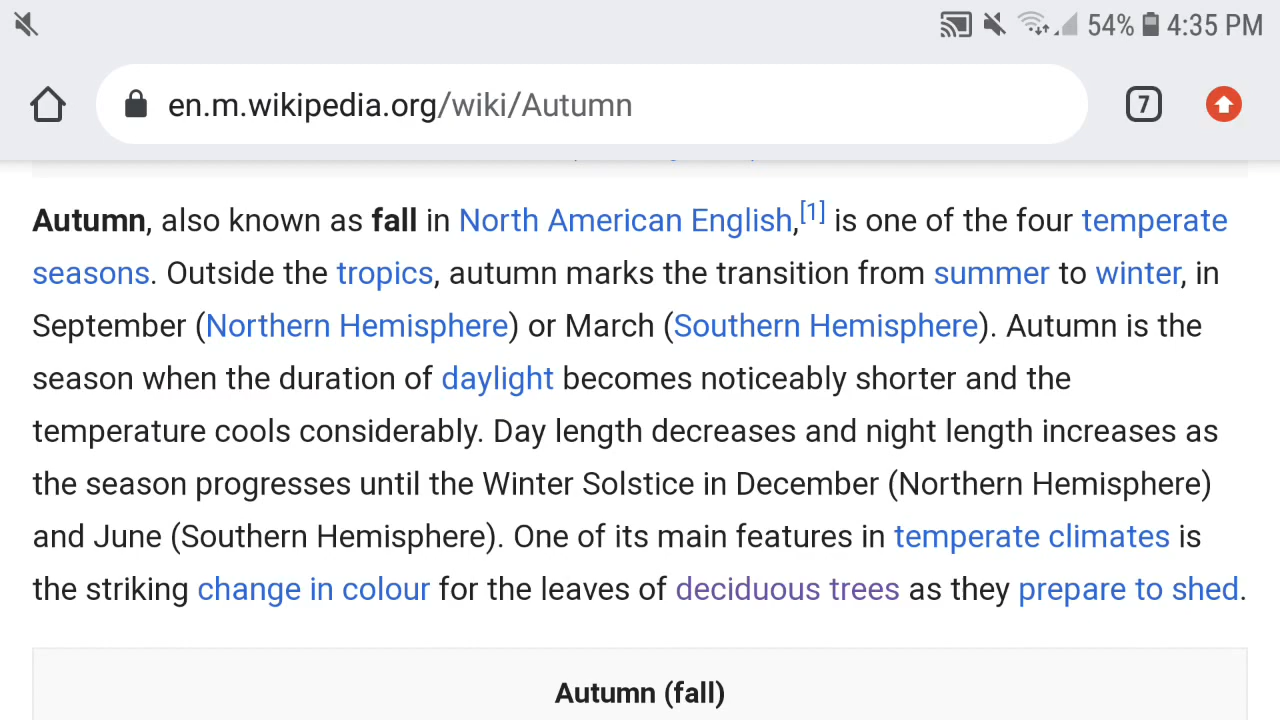 54% 4:35 PM
en.m.wikipedia.org/wiki/Autumn 7
Autumn, also known as fall in North American English,[1] is one of the four temperate
seasons. Outside the tropics, autumn marks the transition from summer to winter, in
September (Northern Hemisphere) or March (Southern Hemisphere). Autumn is the
season when the duration of daylight becomes noticeably shorter and the
temperature cools considerably. Day length decreases and night length increases as
the season progresses until the Winter Solstice in December (Northern Hemisphere)
and June (Southern Hemisphere). One of its main features in temperate climates is
the striking change in colour for the leaves of deciduous trees as they prepare to shed.
Autumn (fall)